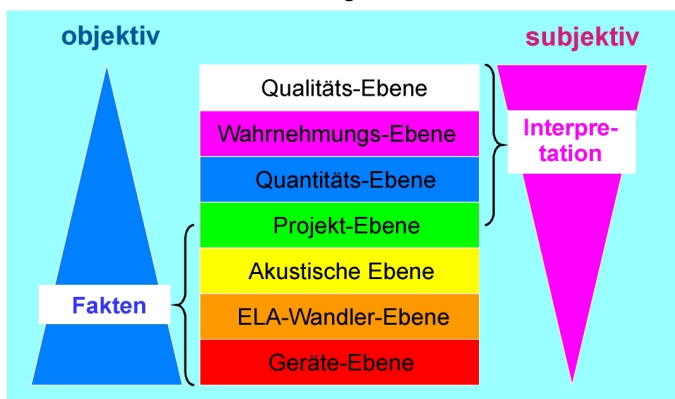 objektiv
subjektiv
Qualitäts-Ebene
Wahrnehmungs-Ebene
Interpre-
tation
Quantitäts-Ebene
Projekt-Ebene
Akustische Ebene
Fakten
ELA-Wandler-Ebene
Geräte-Ebene